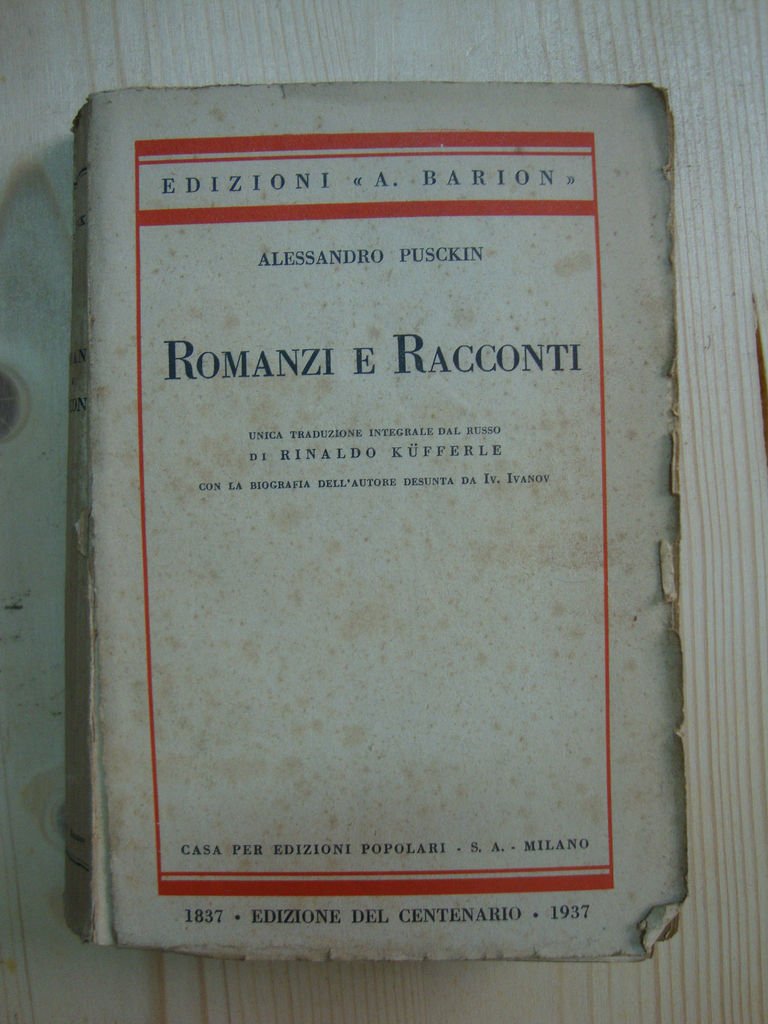 EDIZIONI « A. BARION »
ALESSANDRO PUSCKIN
ROMANZI E RACCONTI
UNICA TRADUZIONE INTEGRALE DAL RUSSO
DI RINALDO KÜFFERLE
CON LA BIOGRAFIA DELL'AUTORE DESUNTA DA IV. IVANOV
CASA PER EDIZIONI POPOLARI - S. A. - MILANO
1837 • EDIZIONE DEL CENTENARIO • 1937